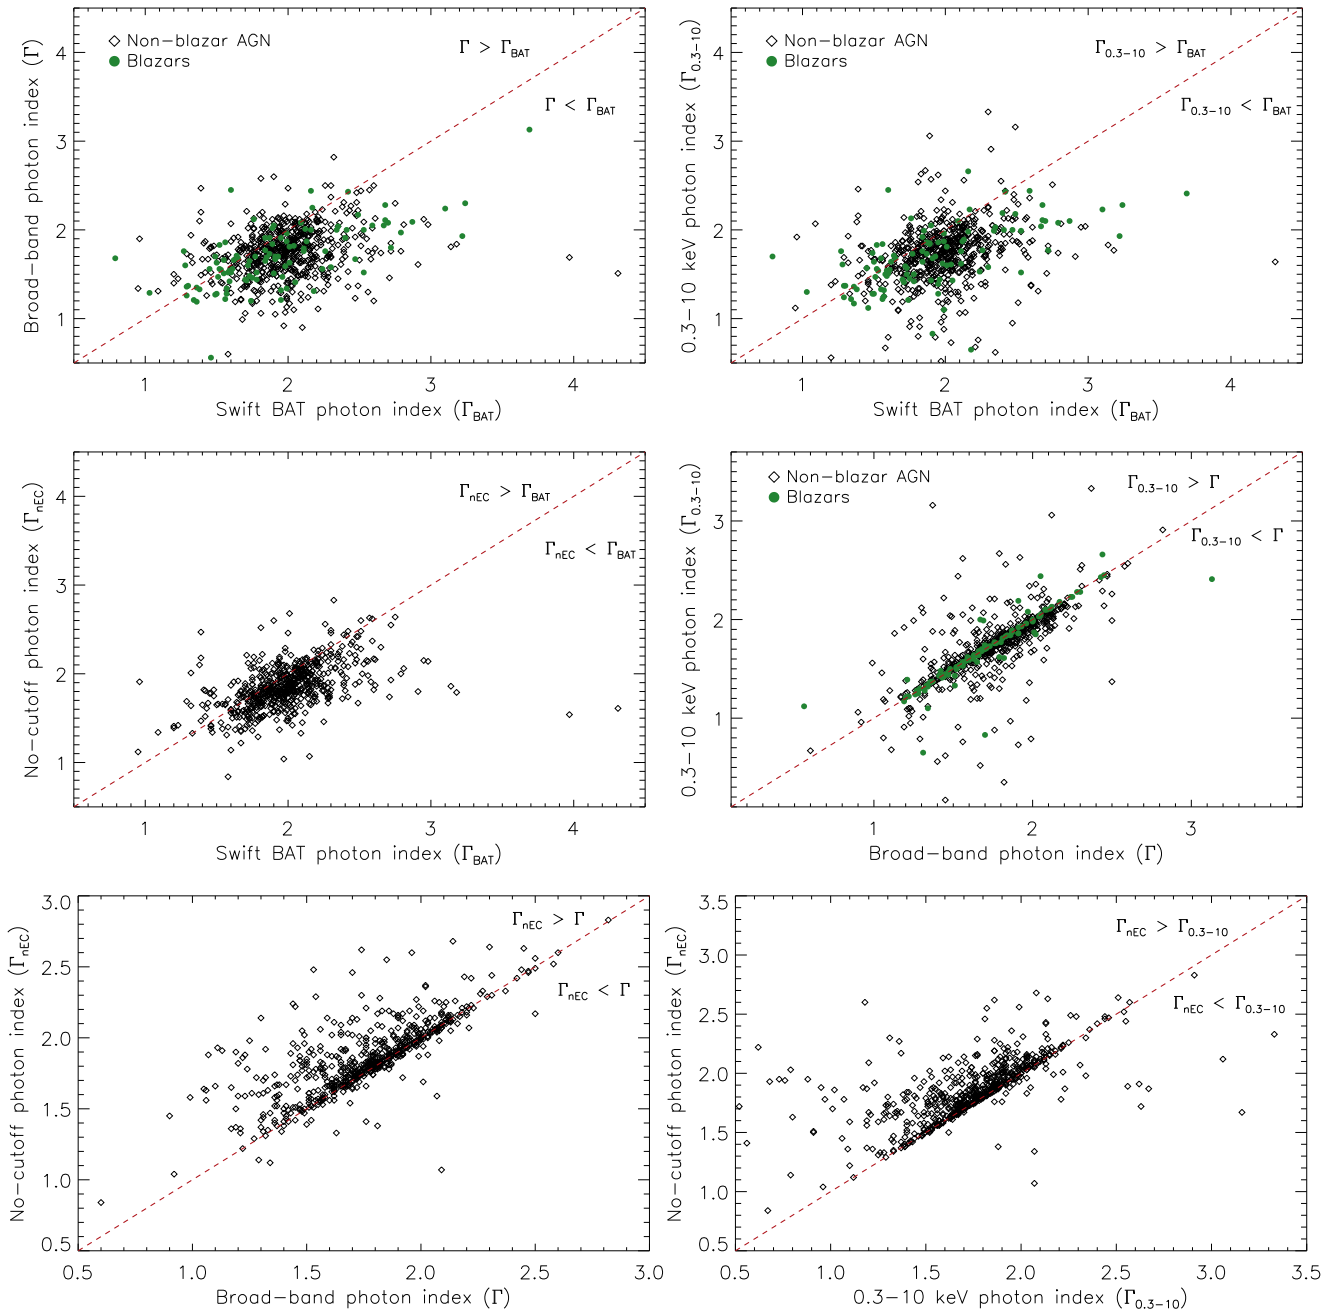 Non-blazar AGN
Blazars
Γ > Γ_BAT
Γ < Γ_BAT
4
3
2
1
1 2 3 4
Broad-band photon index (Γ)
Swift BAT photon index (Γ_BAT)
Non-blazar AGN
Blazars
Γ_0.3-10 > Γ_BAT
Γ_0.3-10 < Γ_BAT
4
3
2
1
1 2 3 4
0.3-10 keV photon index (Γ_0.3-10)
Swift BAT photon index (Γ_BAT)
Γ_nEC > Γ_BAT
Γ_nEC < Γ_BAT
4
3
2
1
1 2 3 4
No-cutoff photon index (Γ_nEC)
Swift BAT photon index (Γ_BAT)
Non-blazar AGN
Blazars
Γ_0.3-10 > Γ
Γ_0.3-10 < Γ
3
2
1
1 2 3
0.3-10 keV photon index (Γ_0.3-10)
Broad-band photon index (Γ)
Γ_nEC > Γ
Γ_nEC < Γ
3.0
2.5
2.0
1.5
1.0
0.5
0.5 1.0 1.5 2.0 2.5 3.0
No-cutoff photon index (Γ_nEC)
Broad-band photon index (Γ)
Γ_nEC > Γ_0.3-10
Γ_nEC < Γ_0.3-10
3.5
3.0
2.5
2.0
1.5
1.0
0.5
0.5 1.0 1.5 2.0 2.5 3.0 3.5
No-cutoff photon index (Γ_nEC)
0.3-10 keV photon index (Γ_0.3-10)